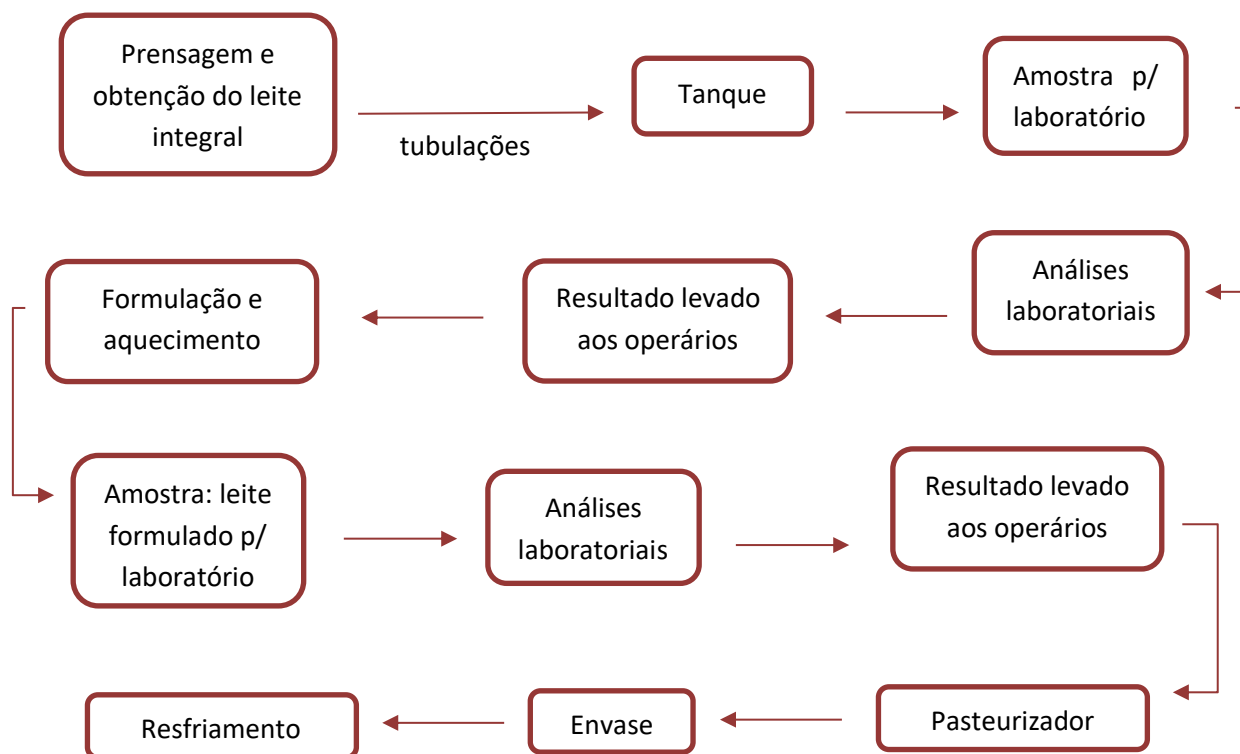 Prensagem e
obtenção do leite
integral
tubulações
Tanque
Amostra p/
laboratório
Análises
laboratoriais
Resultado levado
aos operários
Formulação e
aquecimento
Amostra: leite
formulado p/
laboratório
Análises
laboratoriais
Resultado levado
aos operários
Pasteurizador
Envase
Resfriamento